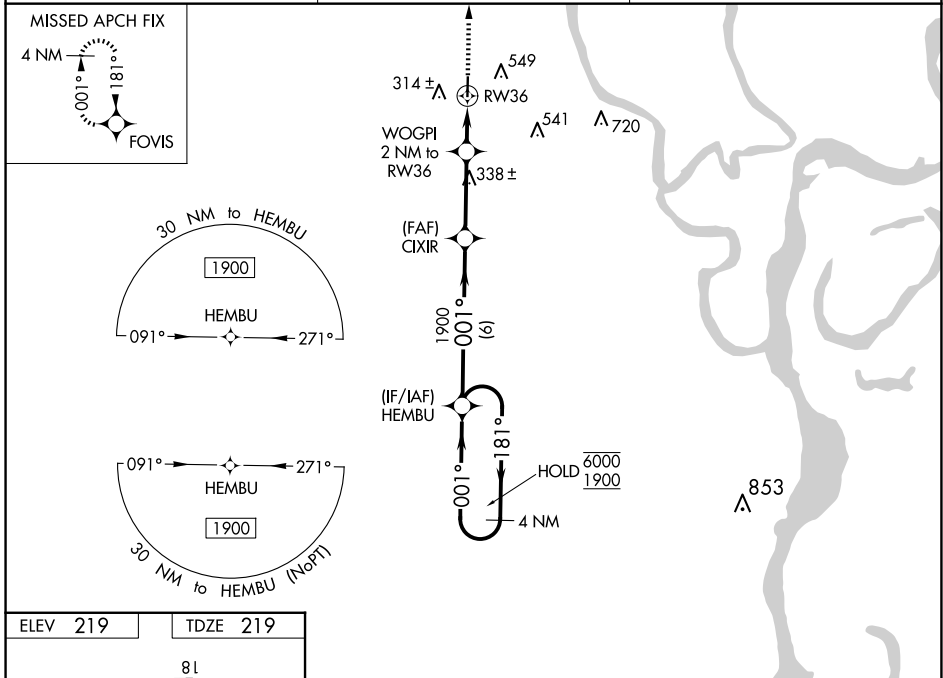 MISSED APCH FIX
4 NM
001°
181°
FOVIS
549
314 ±
RW36
541
720
WOGPI
2 NM to
RW36
338 ±
(FAF)
CIXIR
1900
001°
(6)
30 NM to HEMBU
1900
HEMBU
091°
271°
(IF/IAF)
HEMBU
181°
001°
HOLD 6000
1900
4 NM
091°
271°
HEMBU
1900
30 NM to HEMBU (NoPT)
853
ELEV 219
TDZE 219
18